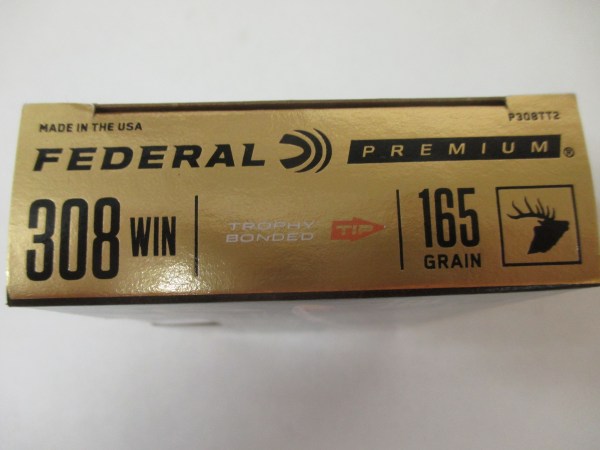 MADE IN THE USA
P308TT2
FEDERAL PREMIUM®
308 WIN
TROPHY
BONDED TIP
165
GRAIN